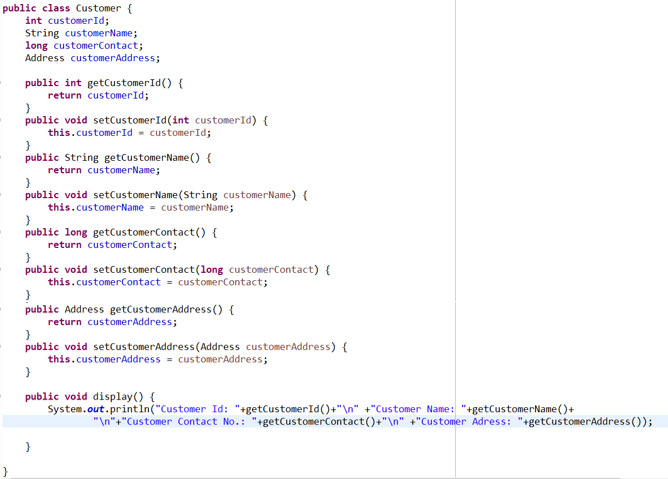 public class Customer {
    int customerId;
    String customerName;
    long customerContact;
    Address customerAddress;

    public int getCustomerId() {
        return customerId;
    }
    public void setCustomerId(int customerId) {
        this.customerId = customerId;
    }
    public String getCustomerName() {
        return customerName;
    }
    public void setCustomerName(String customerName) {
        this.customerName = customerName;
    }
    public long getCustomerContact() {
        return customerContact;
    }
    public void setCustomerContact(long customerContact) {
        this.customerContact = customerContact;
    }
    public Address getCustomerAddress() {
        return customerAddress;
    }
    public void setCustomerAddress(Address customerAddress) {
        this.customerAddress = customerAddress;
    }

    public void display() {
        System.out.println("Customer Id: "+getCustomerId()+"\n" +"Customer Name: "+getCustomerName()+
                "\n"+"Customer Contact No.: "+getCustomerContact()+"\n" +"Customer Adress: "+getCustomerAddress());

    }

}